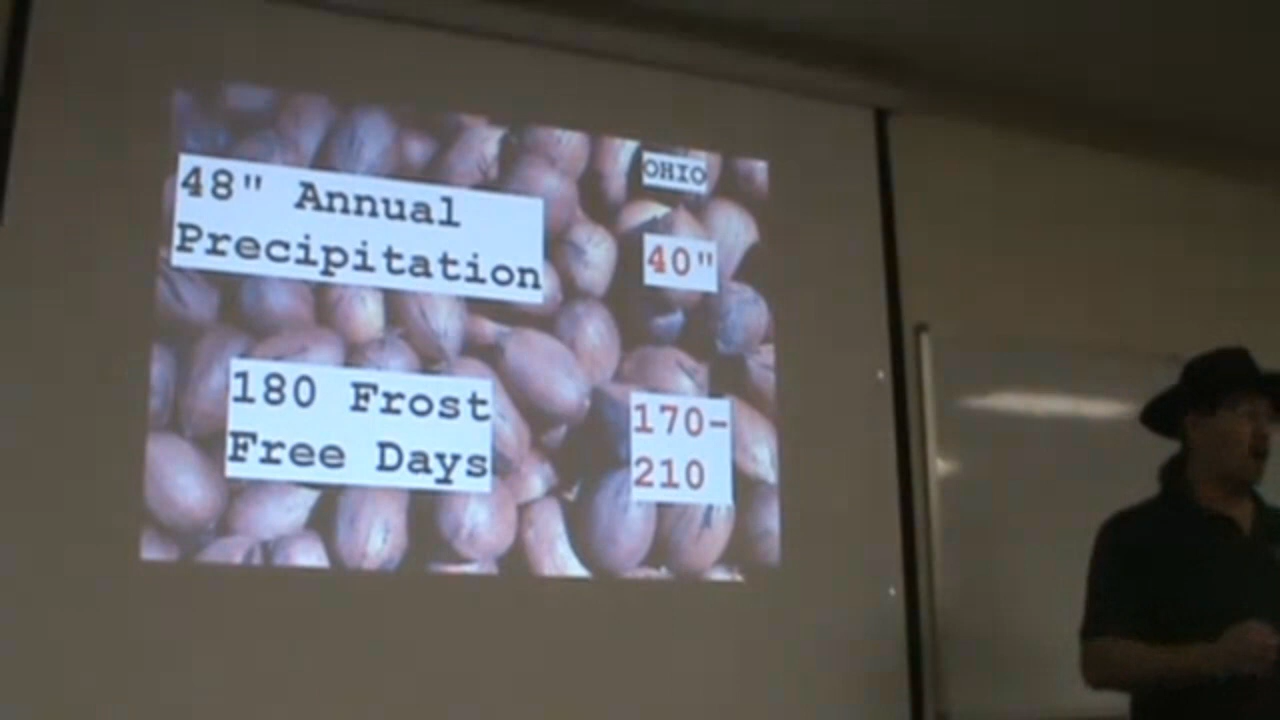 48" Annual
Precipitation
OHIO
40"
180 Frost
Free Days
170-
210